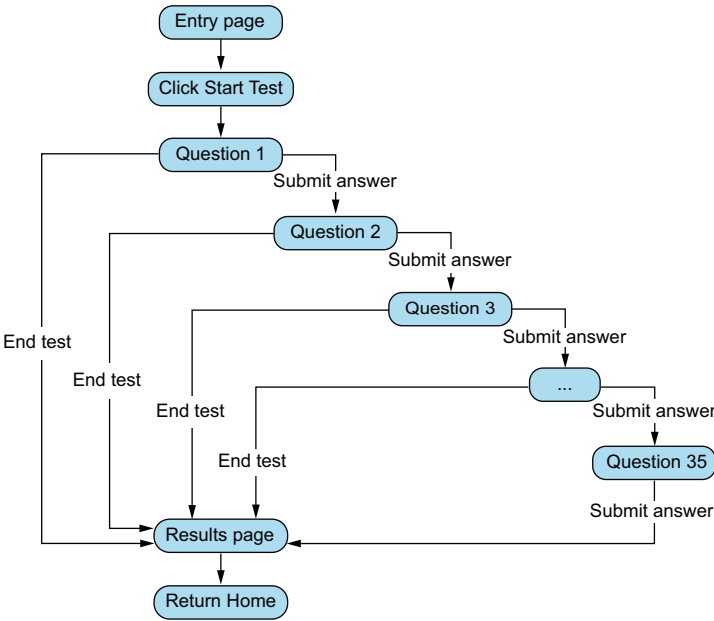 Entry page
Click Start Test
Question 1
Submit answer
Question 2
Submit answer
Question 3
Submit answer
End test
End test
...
End test
Submit answer
End test
Question 35
Submit answer
Results page
Return Home